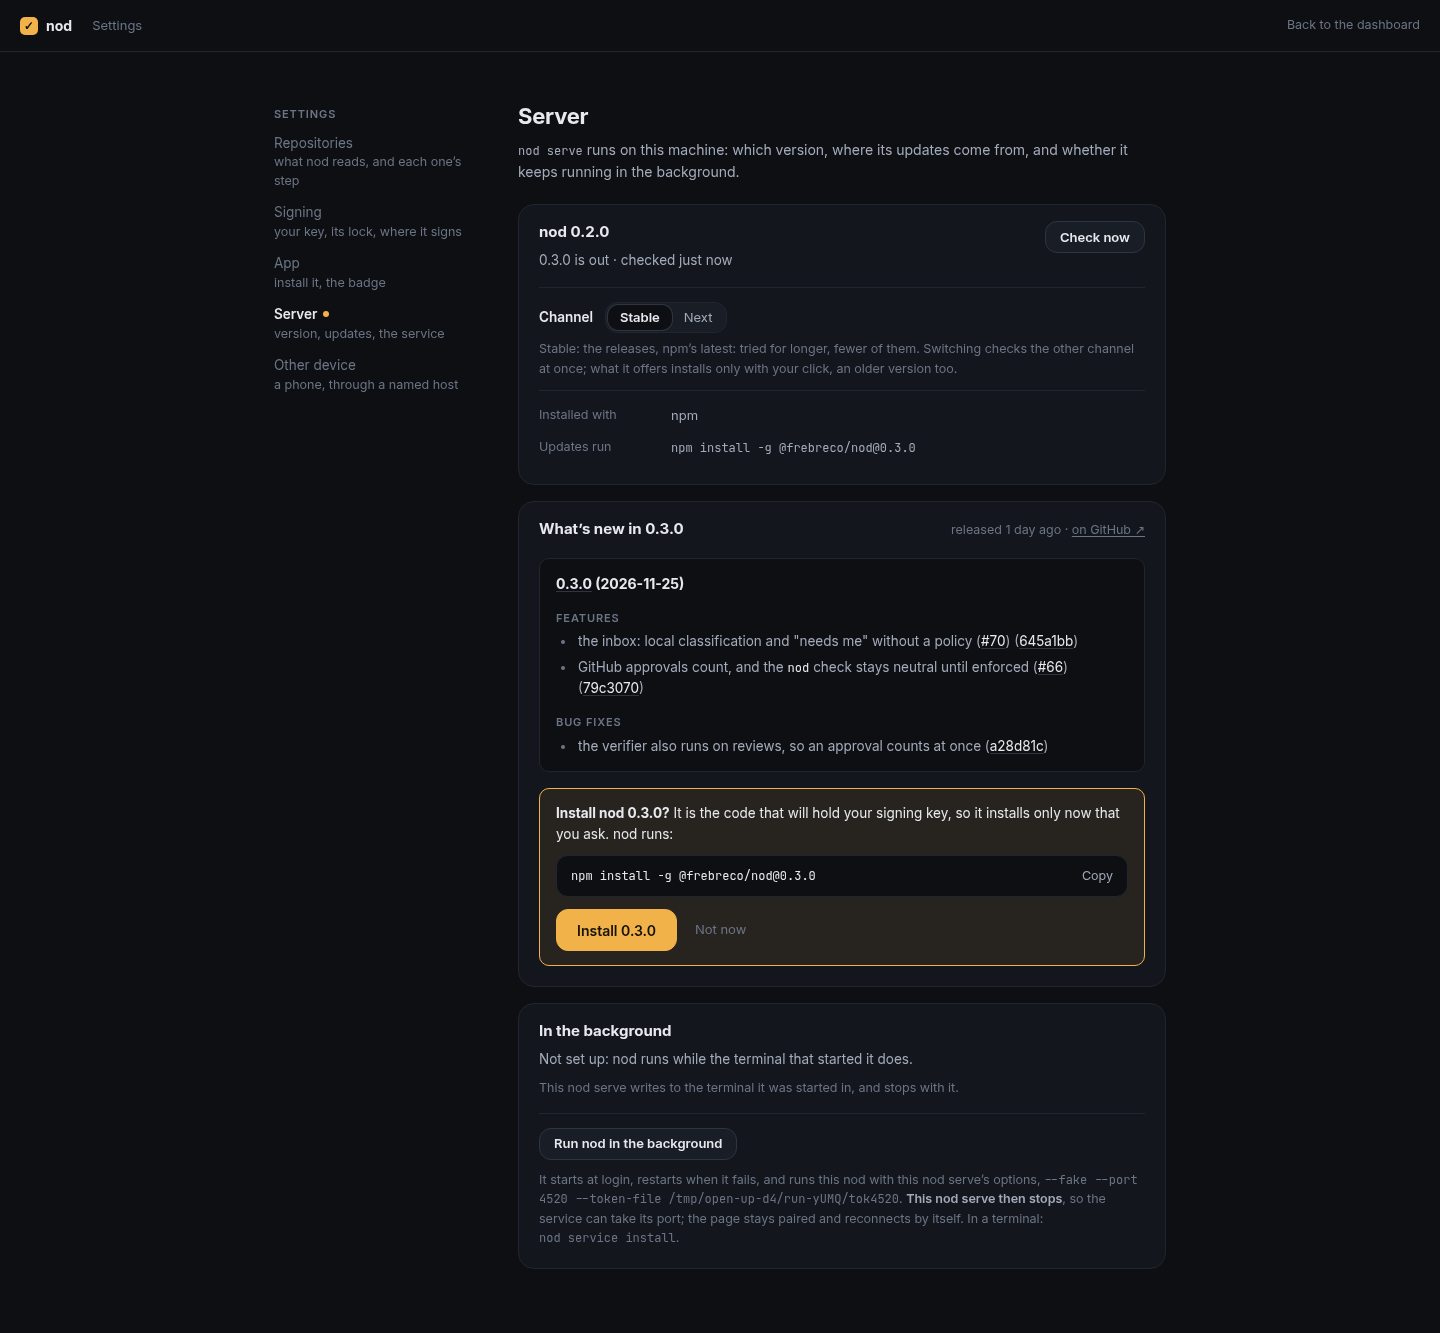 ✓ nod Settings Back to the dashboard
SETTINGS
Repositories
what nod reads, and each one’s
step
Signing
your key, its lock, where it signs
App
install it, the badge
Server
version, updates, the service
Other device
a phone, through a named host
Server
nod serve runs on this machine: which version, where its updates come from, and whether it
keeps running in the background.
nod 0.2.0
Check now
0.3.0 is out · checked just now
Channel Stable Next
Stable: the releases, npm’s latest: tried for longer, fewer of them. Switching checks the other channel
at once; what it offers installs only with your click, an older version too.
Installed with npm
Updates run npm install -g @frebreco/nod@0.3.0
What’s new in 0.3.0 released 1 day ago · on GitHub ↗
0.3.0 (2026-11-25)
FEATURES
• the inbox: local classification and "needs me" without a policy (#70) (645a1bb)
• GitHub approvals count, and the nod check stays neutral until enforced (#66)
(79c3070)
BUG FIXES
• the verifier also runs on reviews, so an approval counts at once (a28d81c)
Install nod 0.3.0? It is the code that will hold your signing key, so it installs only now that
you ask. nod runs:
npm install -g @frebreco/nod@0.3.0 Copy
Install 0.3.0 Not now
In the background
Not set up: nod runs while the terminal that started it does.
This nod serve writes to the terminal it was started in, and stops with it.
Run nod in the background
It starts at login, restarts when it fails, and runs this nod with this nod serve’s options, --fake --port
4520 --token-file /tmp/open-up-d4/run-yUMQ/tok4520. This nod serve then stops, so the
service can take its port; the page stays paired and reconnects by itself. In a terminal:
nod service install.